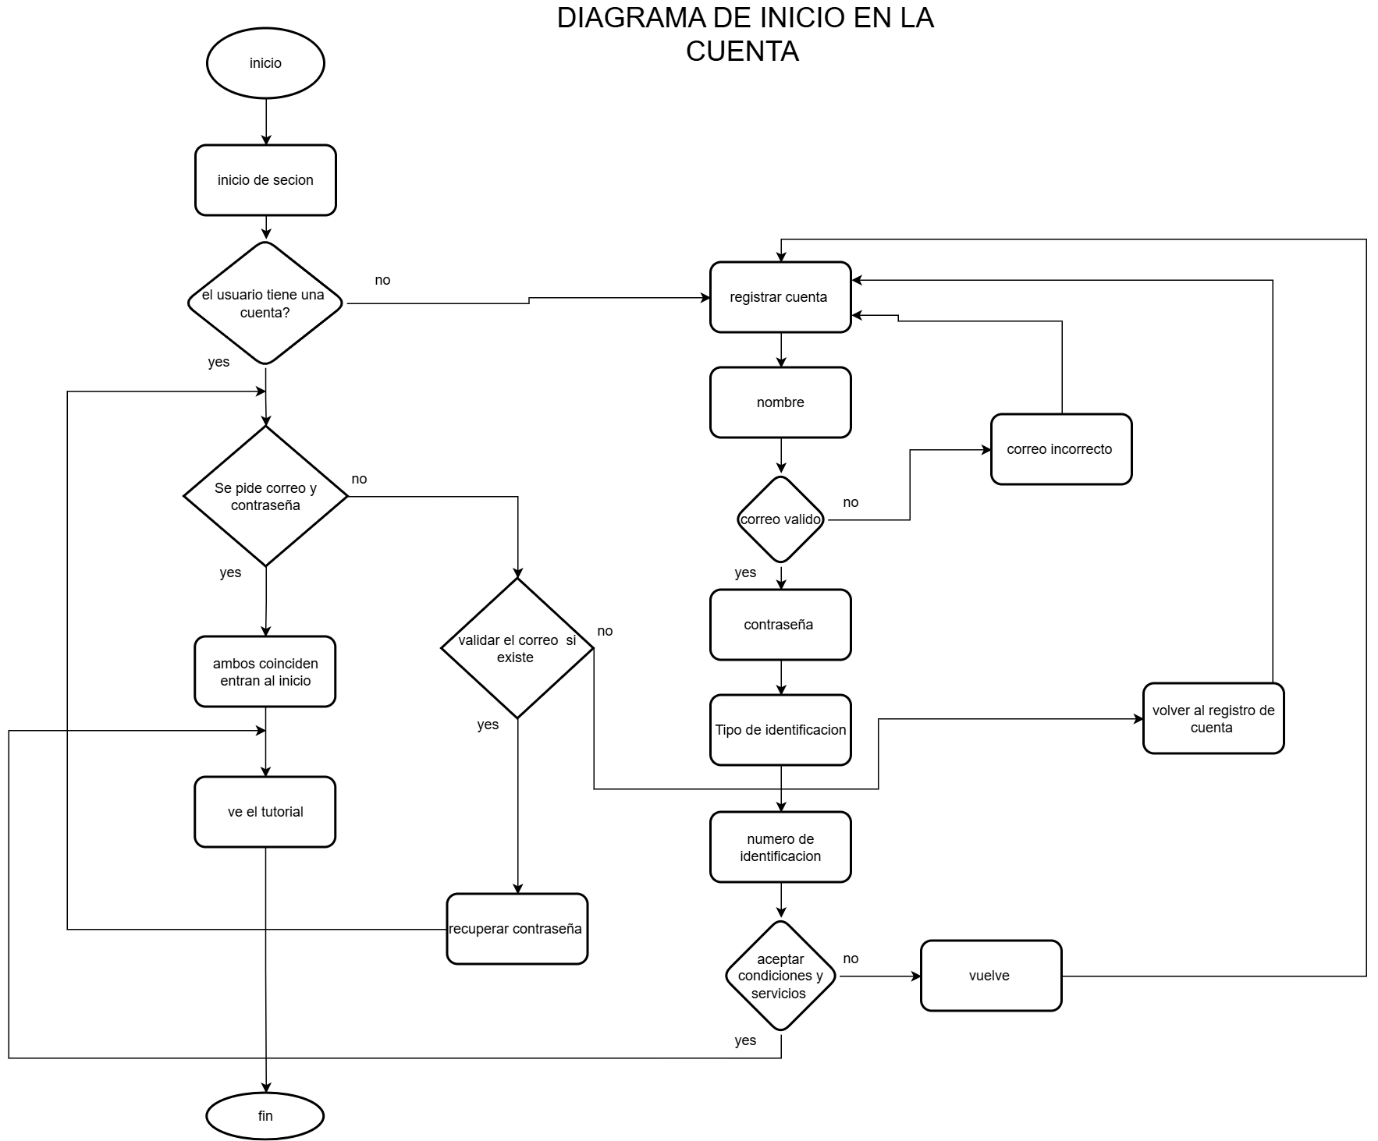 DIAGRAMA DE INICIO EN LA
CUENTA
inicio
inicio de secion
el usuario tiene una
cuenta?
no
yes
Se pide correo y
contraseña
no
yes
ambos coinciden
entran al inicio
ve el tutorial
fin
validar el correo  si
existe
no
yes
recuperar contraseña
registrar cuenta
nombre
correo valido
no
correo incorrecto
yes
contraseña
Tipo de identificacion
volver al registro de
cuenta
numero de
identificacion
aceptar
condiciones y
servicios
no
vuelve
yes